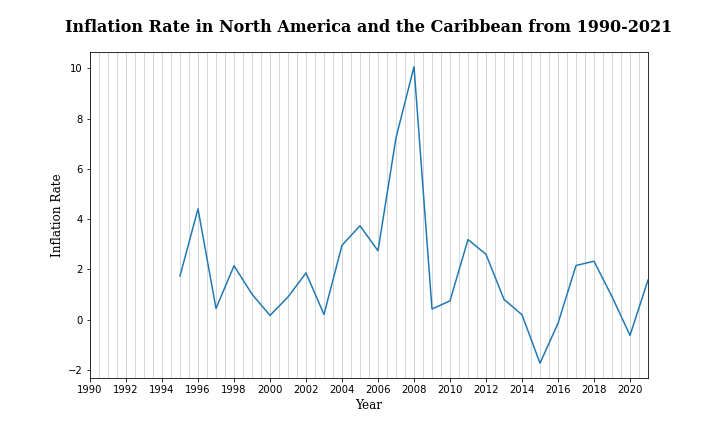 Inflation Rate in North America and the Caribbean from 1990-2021
10
8
6
4
2
0
−2
Inflation Rate
1990 1992 1994 1996 1998 2000 2002 2004 2006 2008 2010 2012 2014 2016 2018 2020
Year